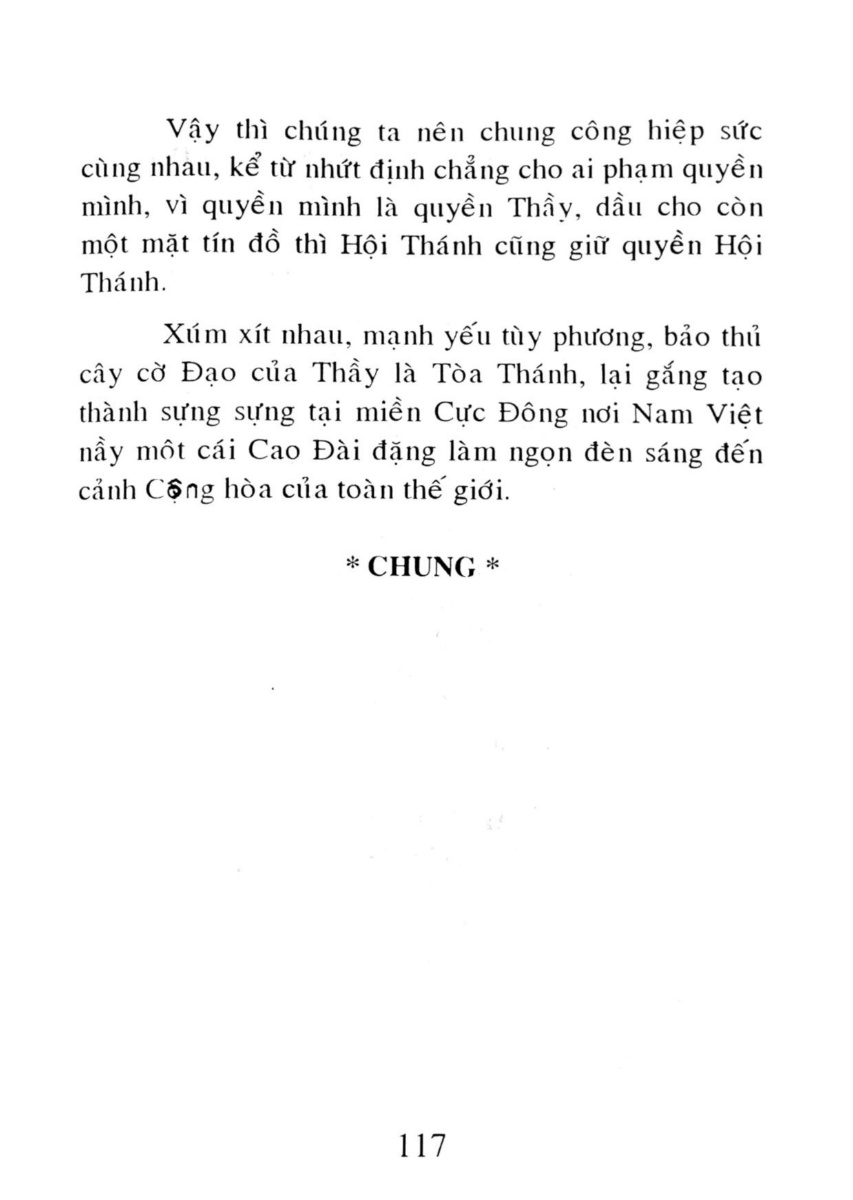 Vậy thì chúng ta nên chung công hiệp sức
cùng nhau, kể từ nhứt định chẳng cho ai phạm quyền
mình, vì quyền mình là quyền Thầy, dầu cho còn
một mặt tín đồ thì Hội Thánh cũng giữ quyền Hội
Thánh.
Xúm xít nhau, mạnh yếu tùy phương, bảo thủ
cây cờ Đạo của Thầy là Tòa Thánh, lại gắng tạo
thành sựng sựng tại miền Cực Đông nơi Nam Việt
nầy môt cái Cao Đài đặng làm ngọn đèn sáng đến
cảnh Cộng hòa của toàn thế giới.
* CHUNG *
117